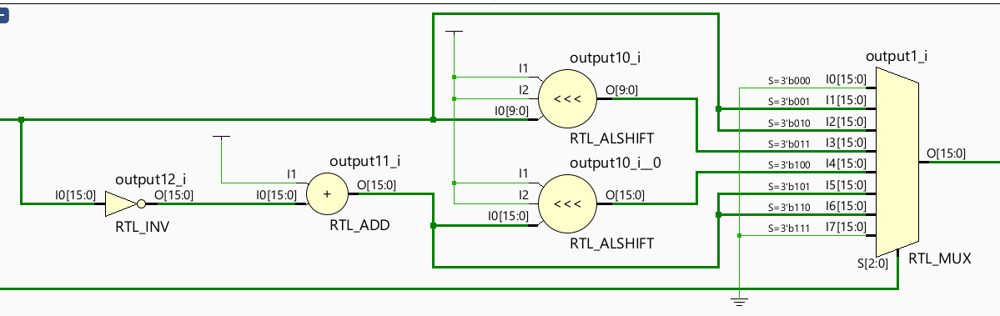 output10_i
I1
I2
I0[9:0]
O[9:0]
<<<
RTL_ALSHIFT
output10_i__0
I1
I2
I0[15:0]
O[15:0]
<<<
RTL_ALSHIFT
output12_i
I0[15:0]
O[15:0]
RTL_INV
output11_i
I1
I0[15:0]
O[15:0]
+
RTL_ADD
output1_i
S=3'b000 I0[15:0]
S=3'b001 I1[15:0]
S=3'b010 I2[15:0]
S=3'b011 I3[15:0]
S=3'b100 I4[15:0]
S=3'b101 I5[15:0]
S=3'b110 I6[15:0]
S=3'b111 I7[15:0]
O[15:0]
S[2:0]
RTL_MUX